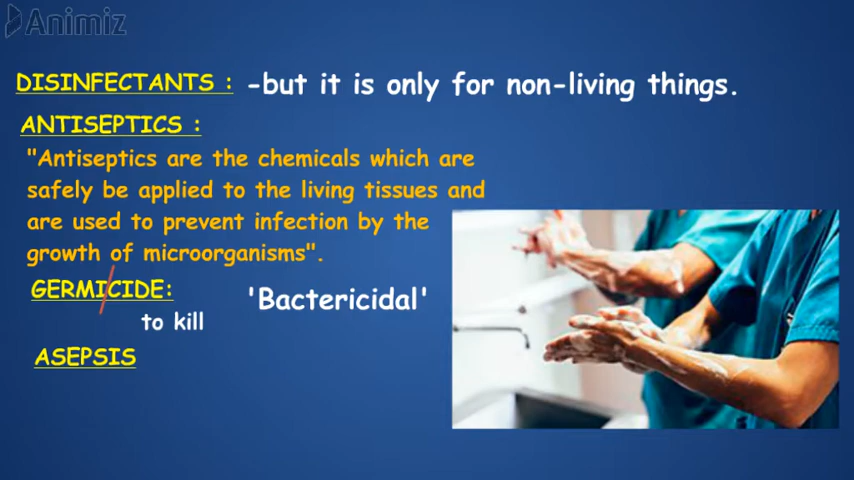 Animiz
DISINFECTANTS : -but it is only for non-living things.
ANTISEPTICS :
"Antiseptics are the chemicals which are
safely be applied to the living tissues and
are used to prevent infection by the
growth of microorganisms".
GERMICIDE: 'Bactericidal'
to kill
ASEPSIS